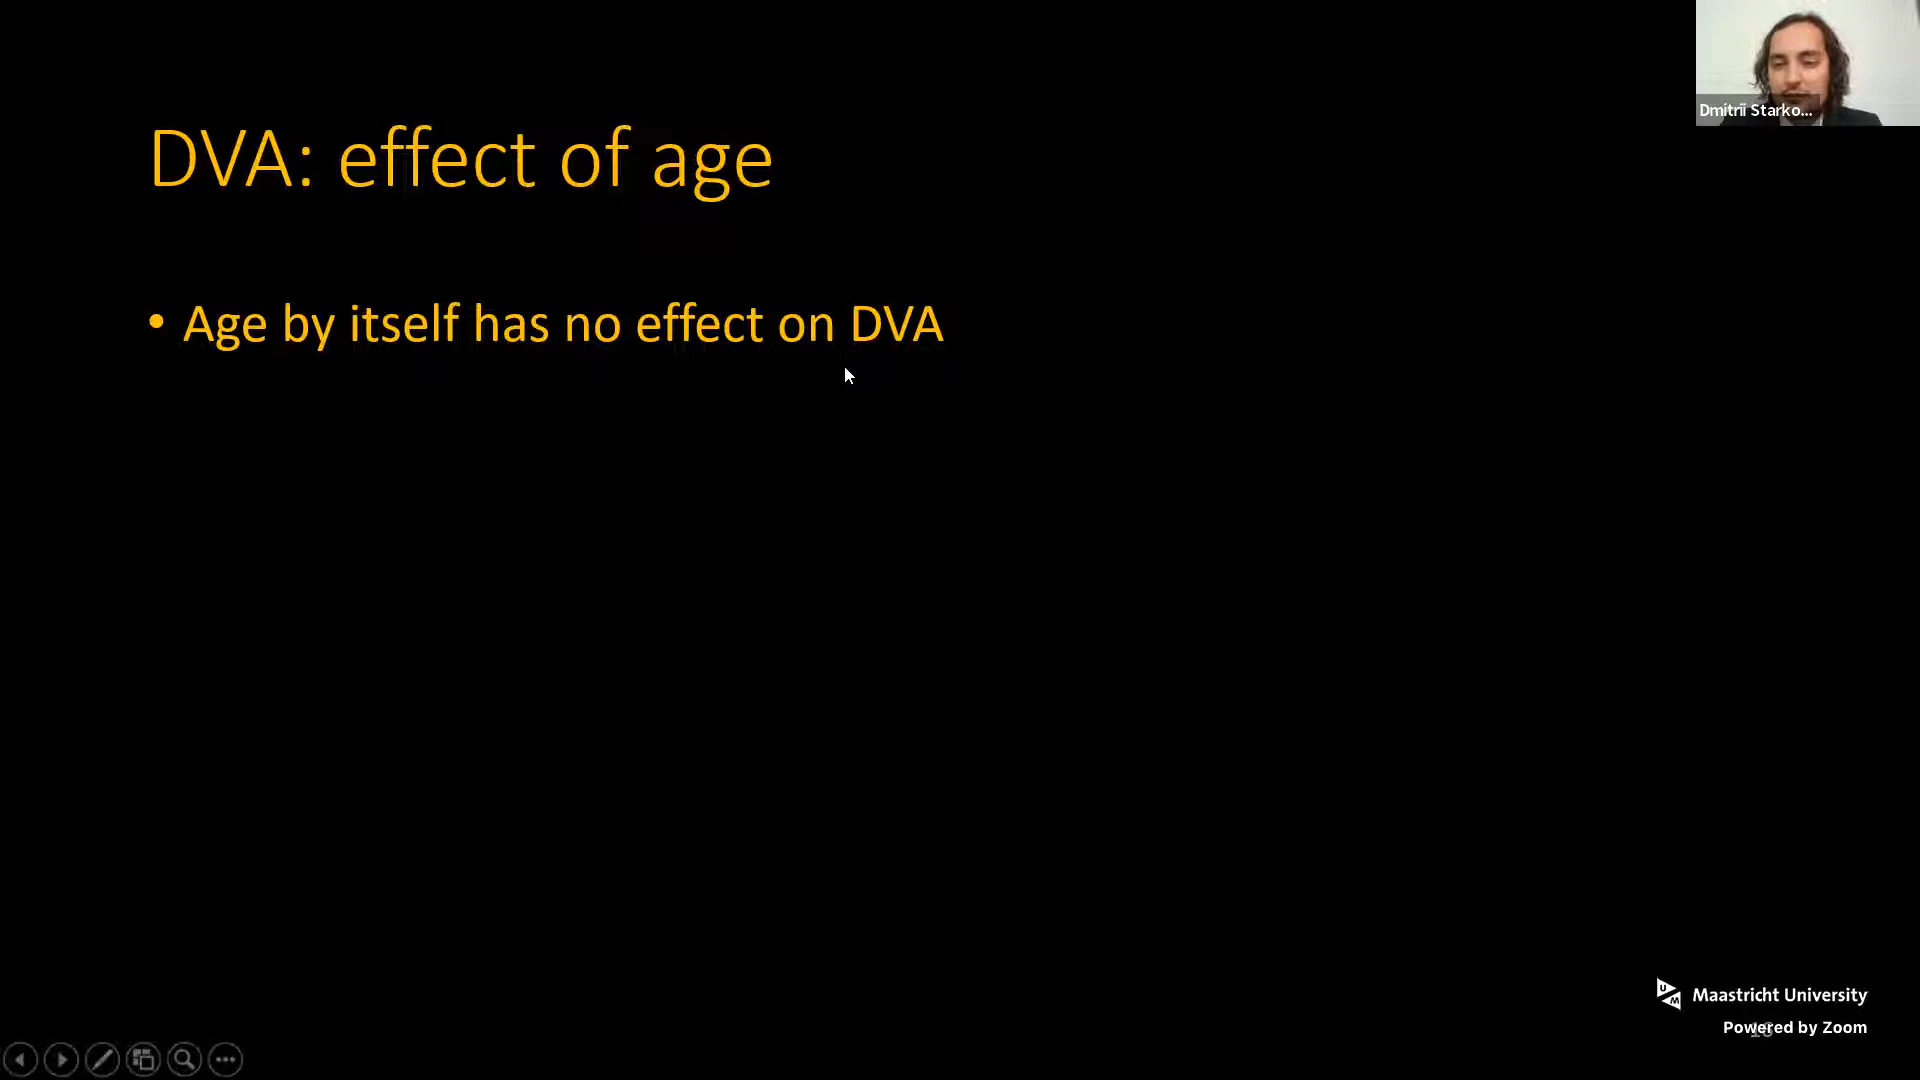 Dmitrii Starko...
DVA: effect of age
• Age by itself has no effect on DVA
UM
Maastricht University
Powered by Zoom